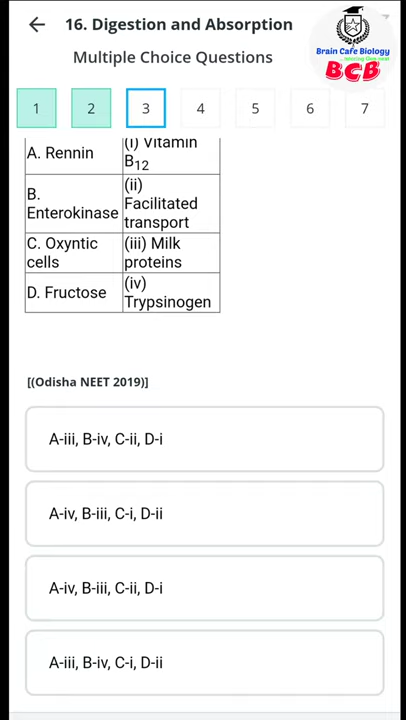 16. Digestion and Absorption
Multiple Choice Questions
Brain Cafe Biology
BCB
1 2 3 4 5 6 7
A. Rennin
(i) Vitamin
B12
B.
Enterokinase
(ii)
Facilitated
transport
C. Oxyntic
cells
(iii) Milk
proteins
D. Fructose
(iv)
Trypsinogen
[(Odisha NEET 2019)]
A-iii, B-iv, C-ii, D-i
A-iv, B-iii, C-i, D-ii
A-iv, B-iii, C-ii, D-i
A-iii, B-iv, C-i, D-ii